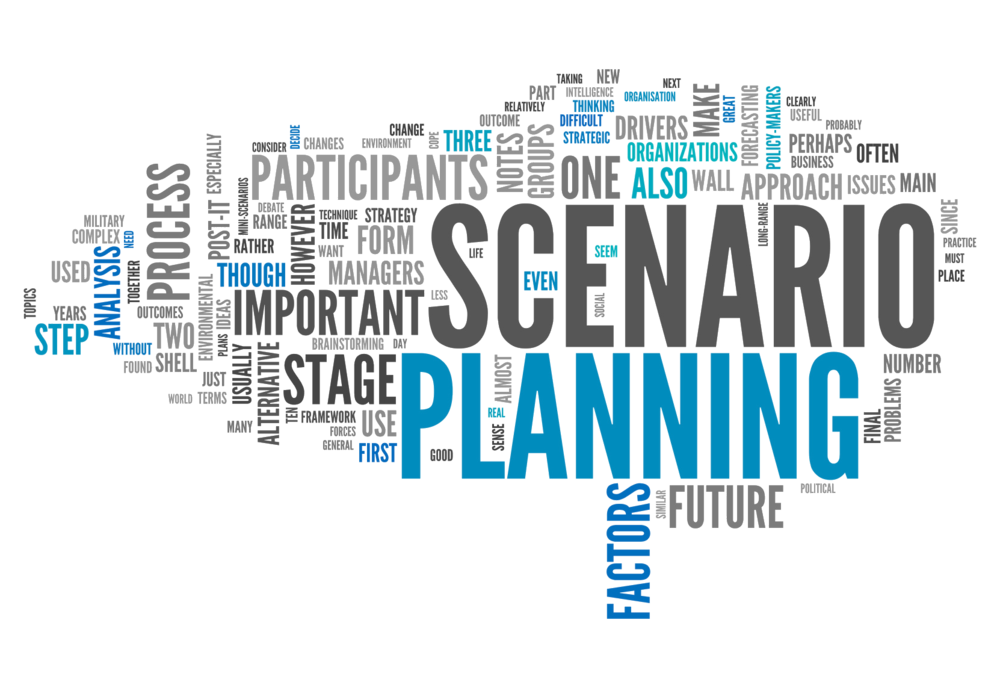 TAKING
NEW
NEXT
PART
INTELLIGENCE
ORGANISATION
MAKE
GREAT
FORECASTING
POLICY-MAKERS
CLEARLY
RELATIVELY
THINKING
USEFUL
OUTCOME
DIFFICULT
DRIVERS
PROBABLY
CONSIDER
DECIDE
CHANGES
CHANGE
ENVIRONMENT
COPE
THREE
NOTES
GROUPS
STRATEGIC
ORGANIZATIONS
PERHAPS
BUSINESS
OFTEN
ESPECIALLY
PARTICIPANTS
ONE
ALSO
WALL
APPROACH
ISSUES
MAIN
PROCESS
POST-IT
MINI-SCENARIOS
DEBATE
RANGE
HOWEVER
TECHNIQUE
STRATEGY
TIME
FORM
SCENARIO
LONG-RANGE
SINCE
MILITARY
COMPLEX
NEED
RATHER
WANT
LIFE
SEEM
PRACTICE
MUST
PLACE
USED
ANALYSIS
TOGETHER
THOUGH
MANAGERS
EVEN
SOCIAL
TOPICS
YEARS
OUTCOMES
ENVIRONMENTAL
IDEAS
IMPORTANT
LESS
STEP
TWO
PLANS
BRAINSTORMING
DAY
WITHOUT
FOUND
SHELL
USUALLY
ALTERNATIVE
STAGE
PLANNING
ALMOST
NUMBER
JUST
WORLD
TERMS
TEN
FRAMEWORK
USE
REAL
SENSE
FINAL
PROBLEMS
MANY
FORCES
GENERAL
FIRST
GOOD
FACTORS
SIMILAR
FUTURE
POLITICAL